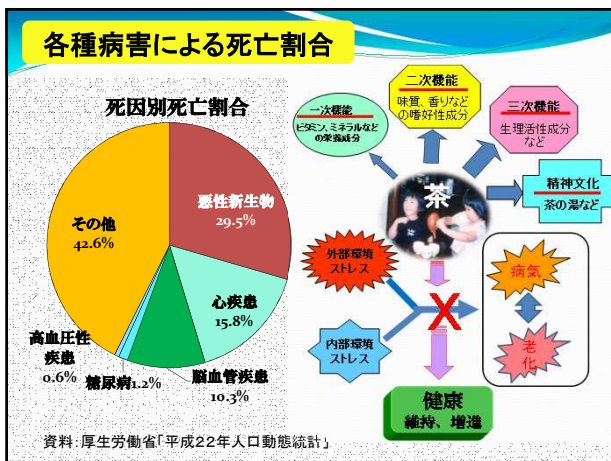 各種病害による死亡割合
死因別死亡割合
悪性新生物
29.5%
心疾患
15.8%
脳血管疾患
10.3%
糖尿病1.2%
高血圧性
疾患
0.6%
その他
42.6%
資料:厚生労働省「平成22年人口動態統計」
一次機能
ビタミン、ミネラルなど
の栄養成分
二次機能
味質、香りなど
の嗜好性成分
三次機能
生理活性成分
など
精神文化
茶の湯など
茶
外部環境
ストレス
内部環境
ストレス
X
病気
老化
健康
維持、増進